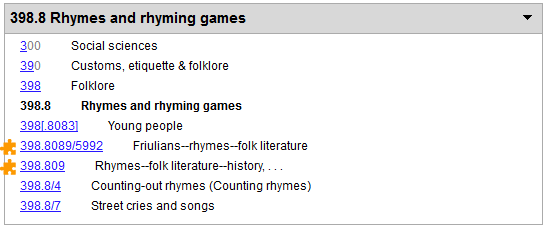 398.8 Rhymes and rhyming games
300 Social sciences
390 Customs, etiquette & folklore
398 Folklore
398.8 Rhymes and rhyming games
398[.8083] Young people
398.8089/5992 Friulians--rhymes--folk literature
398.809 Rhymes--folk literature--history, . . .
398.8/4 Counting-out rhymes (Counting rhymes)
398.8/7 Street cries and songs